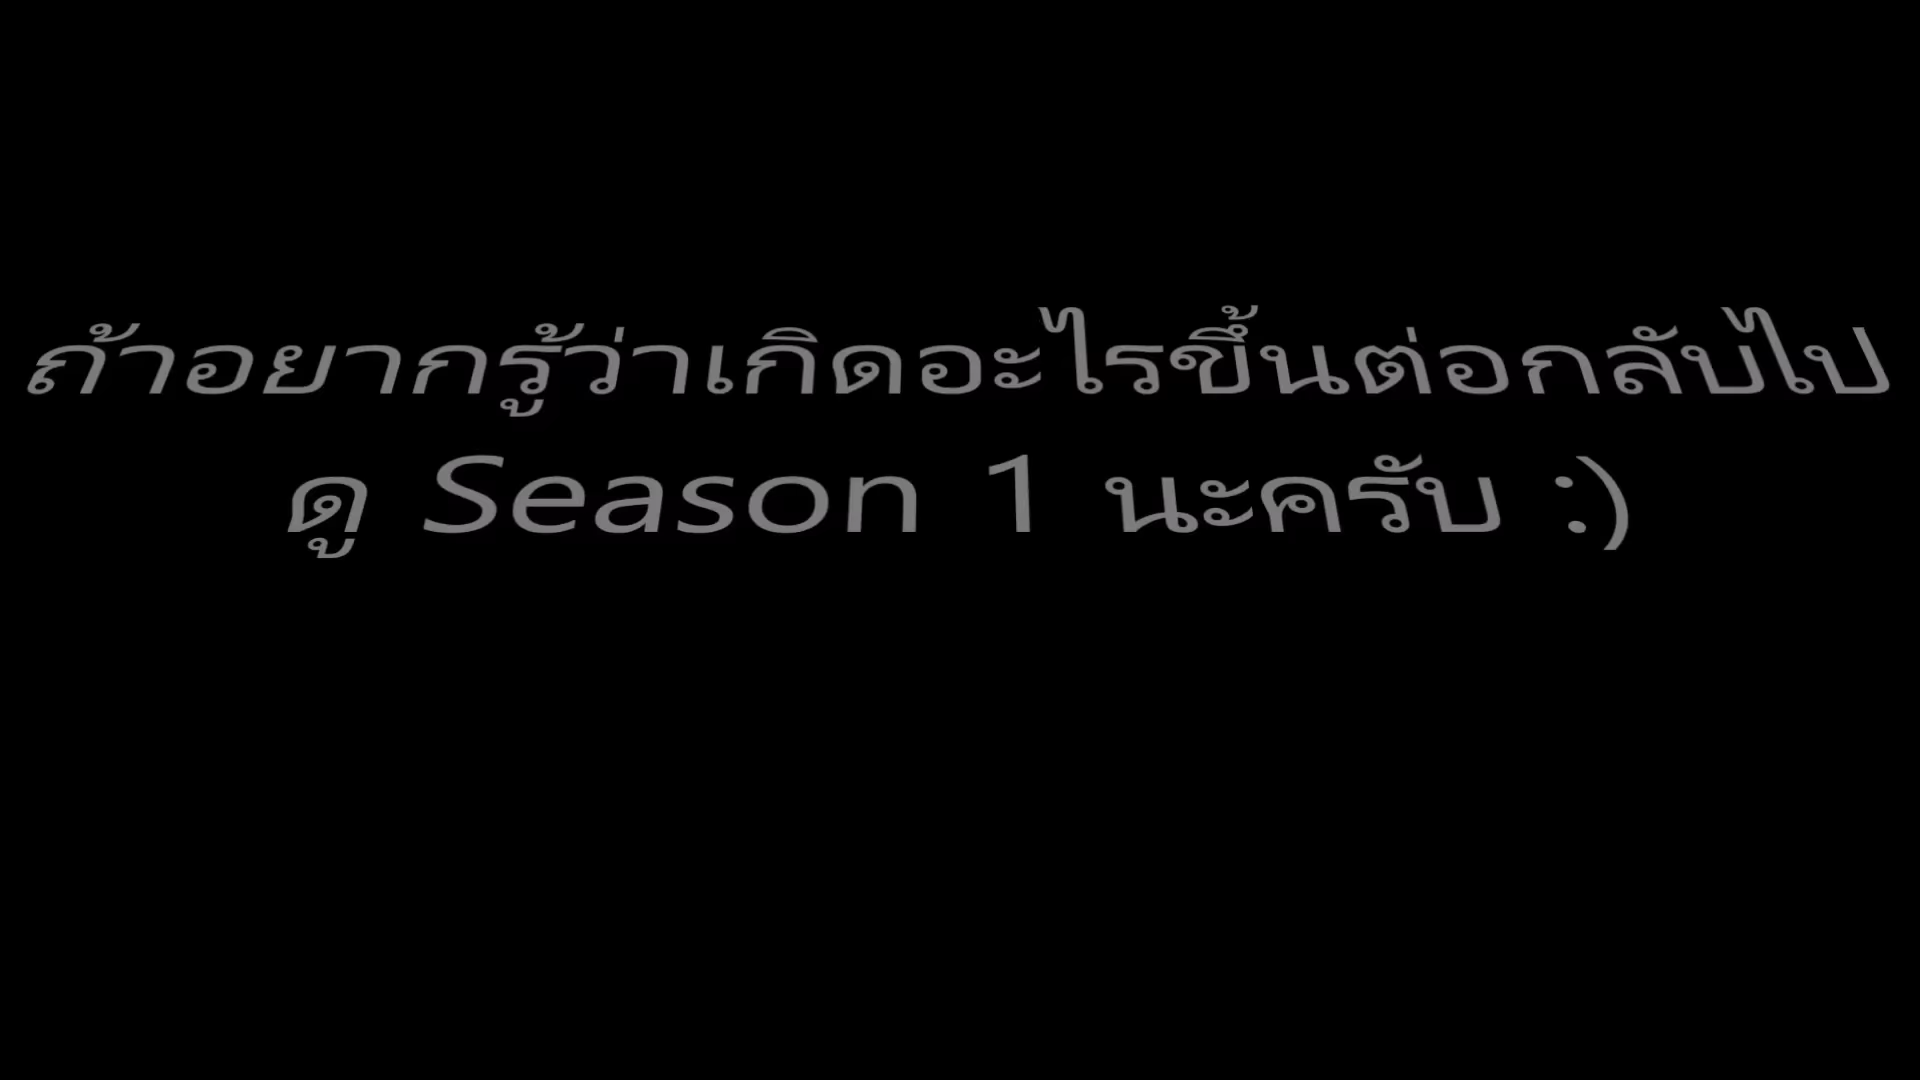 ถ้าอยากรู้ว่าเกิดอะไรขึ้นต่อกลับไป
ดู Season 1 นะครับ :)